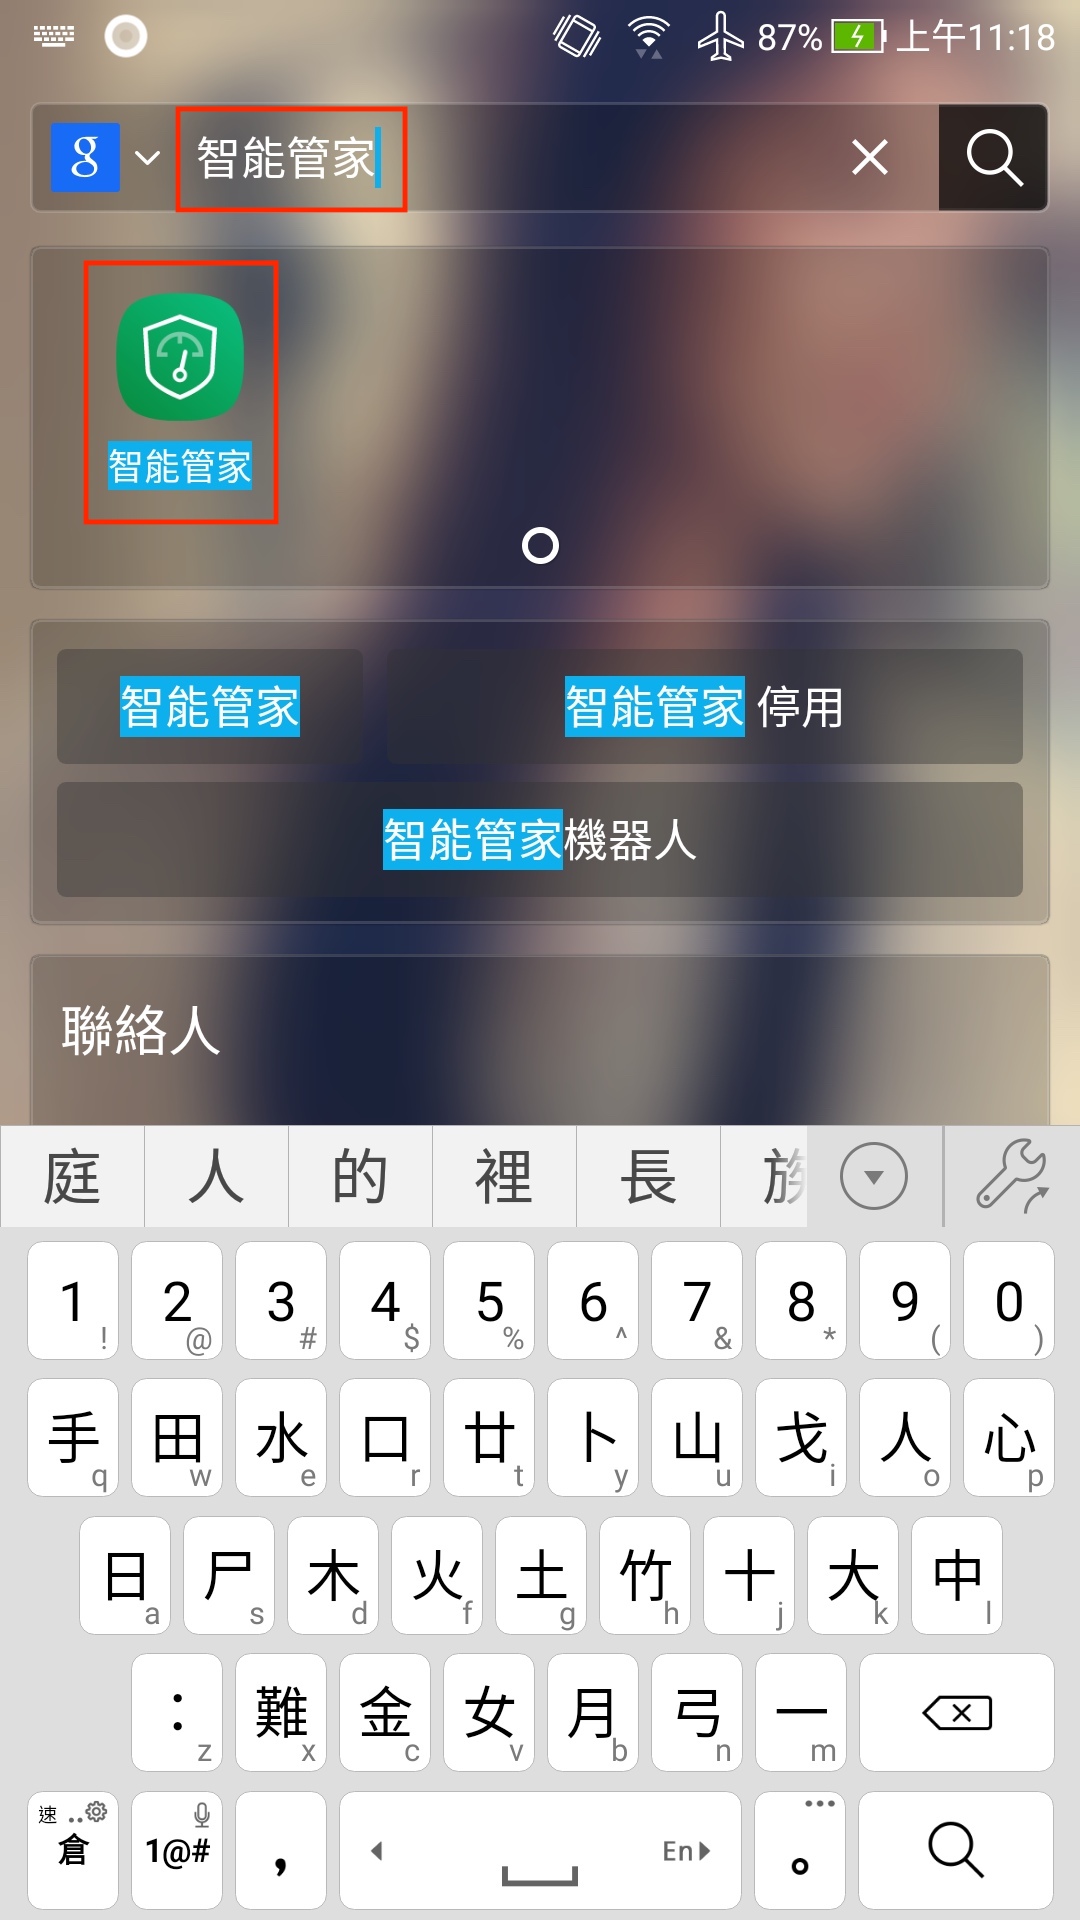 87% 上午11:18
g 智能管家
智能管家
智能管家 智能管家 停用
智能管家機器人
聯絡人
庭 人 的 裡 長 族
1 ! 2 @ 3 # 4 $ 5 % 6 ^ 7 & 8 * 9 ( 0 )
手 q 田 w 水 e 口 r 廿 t 卜 y 山 u 戈 i 人 o 心 p
日 a 尸 s 木 d 火 f 土 g 竹 h 十 j 大 k 中 l
： z 難 x 金 c 女 v 月 b 弓 n 一 m
速 .. 倉 1@# ， En 。 ...